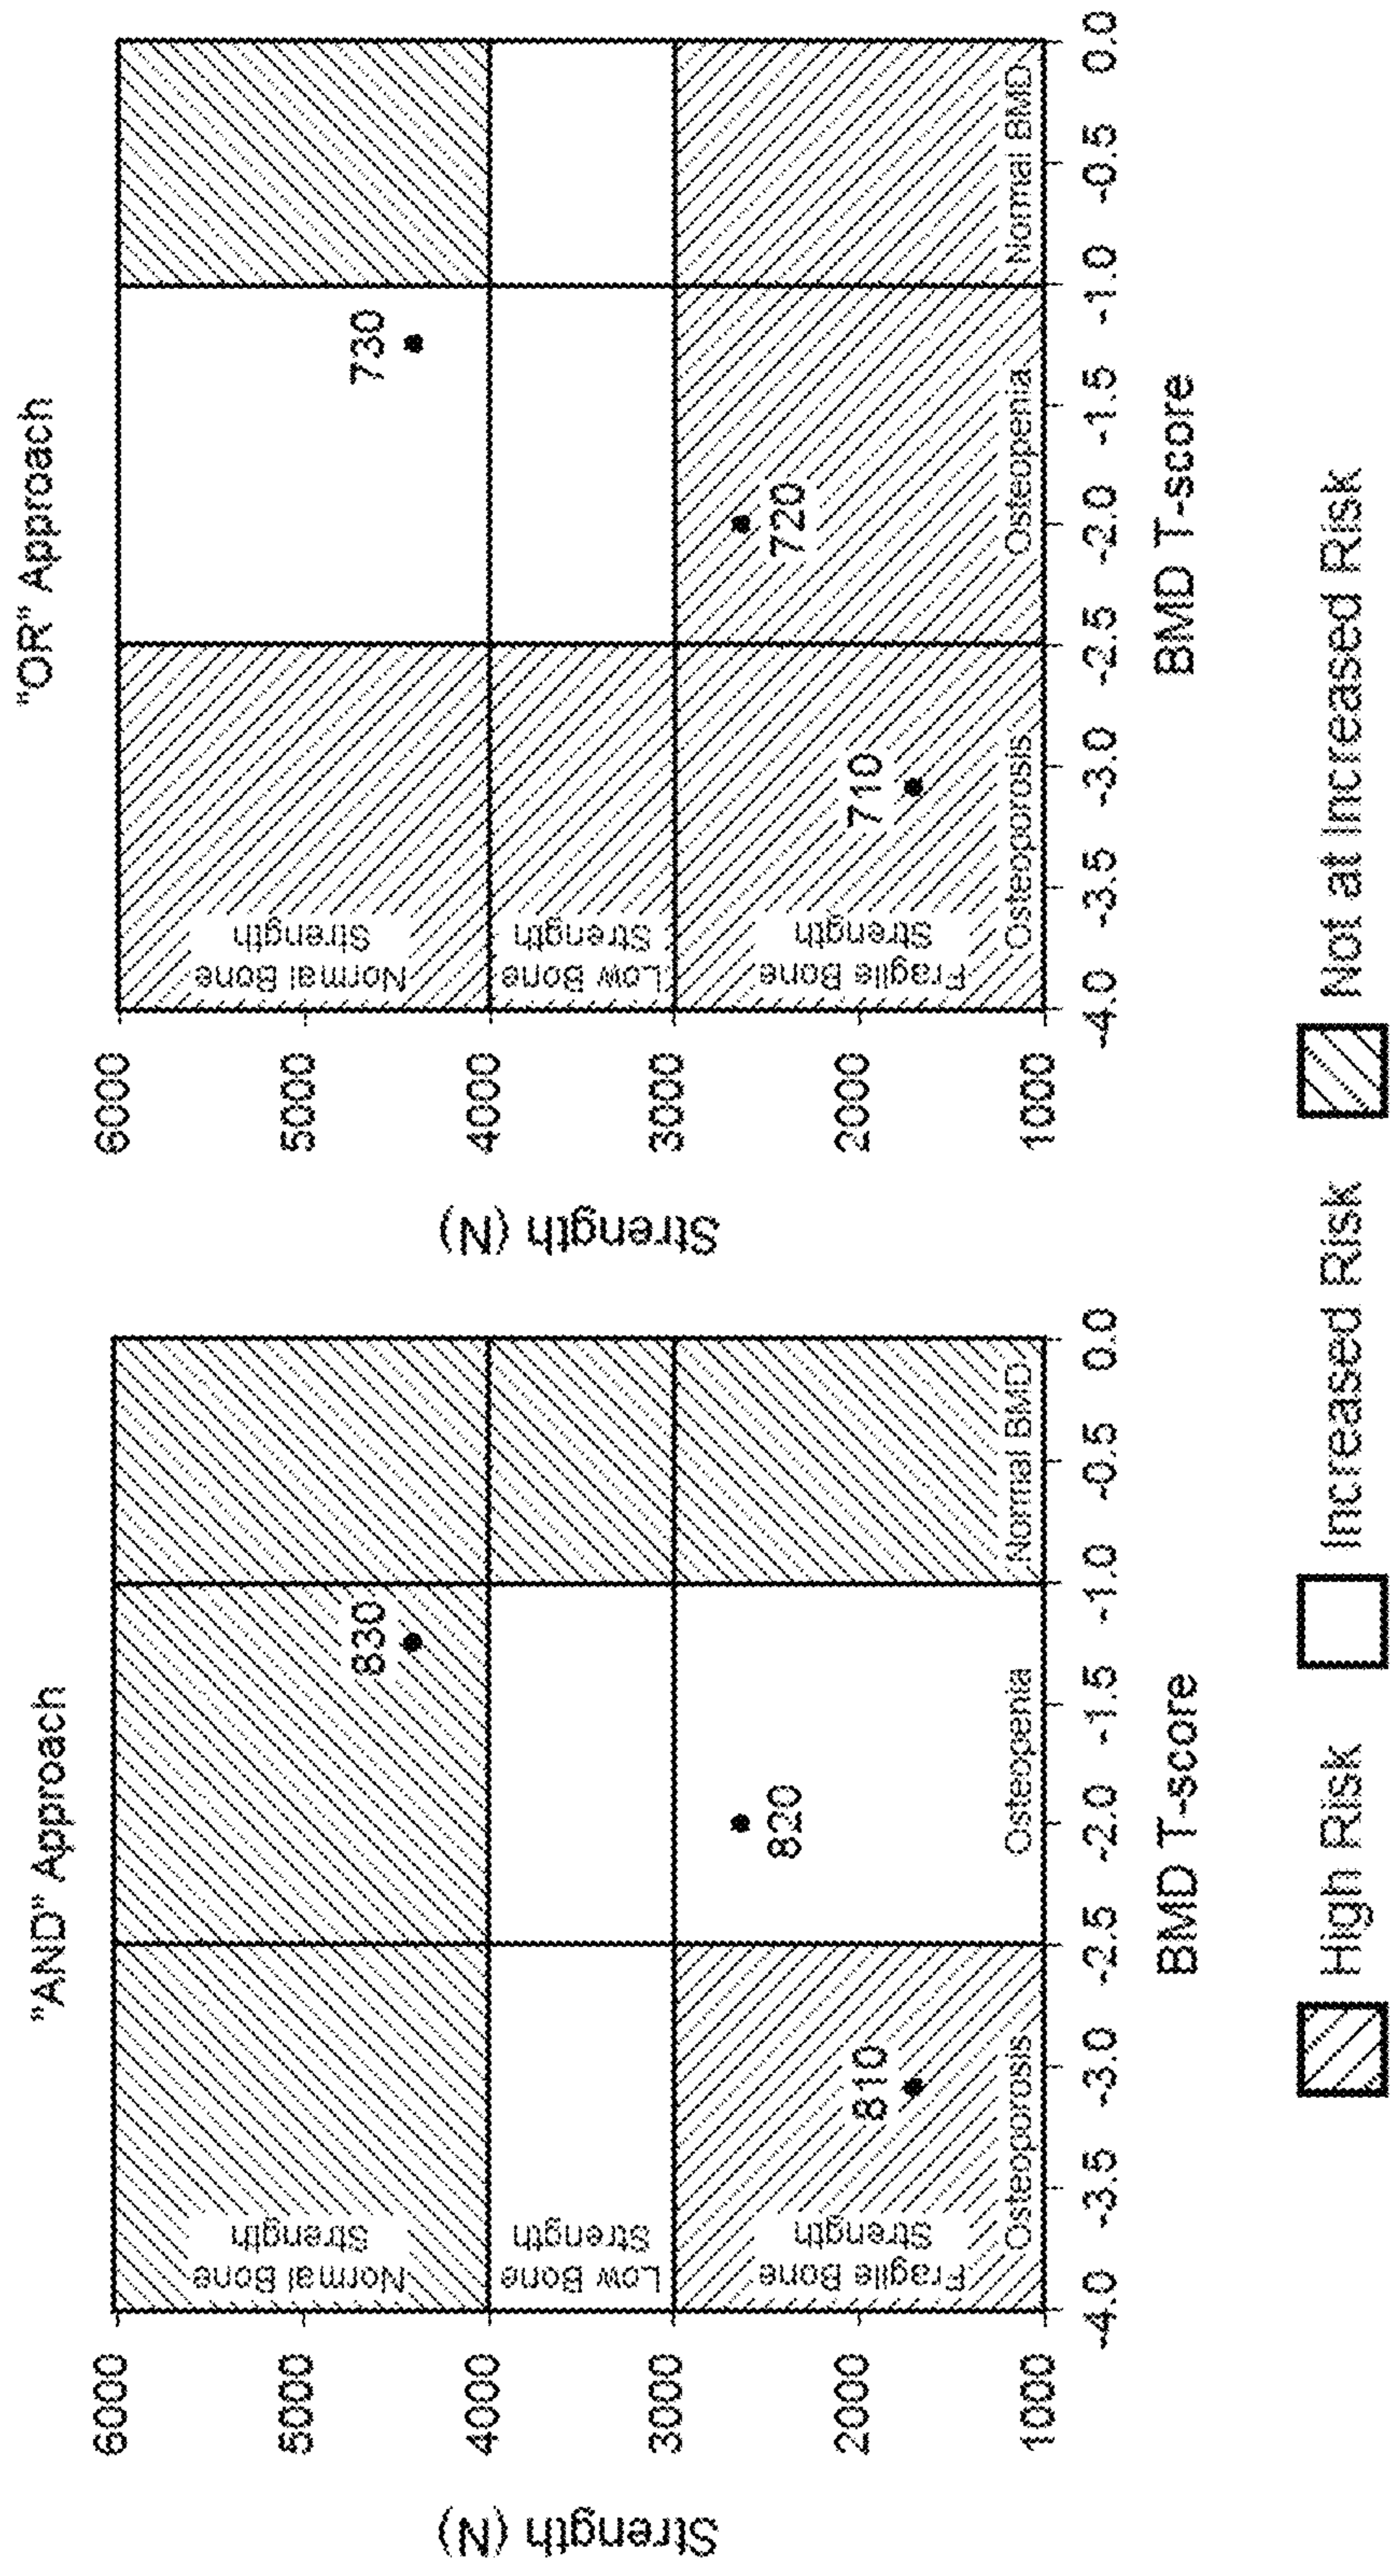 "AND" Approach
Strength (N)
6000
5000
4000
3000
2000
1000
Normal Bone
Strength
Low Bone
Strength
Fragile Bone
Strength
830
820
810
Osteoporosis
Osteopenia
Normal BMD
-4.0 -3.5 -3.0 -2.5 -2.0 -1.5 -1.0 -0.5 0.0
BMD T-score
"OR" Approach
Strength (N)
6000
5000
4000
3000
2000
1000
Normal Bone
Strength
Low Bone
Strength
Fragile Bone
Strength
730
720
710
Osteoporosis
Osteopenia
Normal BMD
-4.0 -3.5 -3.0 -2.5 -2.0 -1.5 -1.0 -0.5 0.0
BMD T-score
High Risk
Increased Risk
Not at Increased Risk